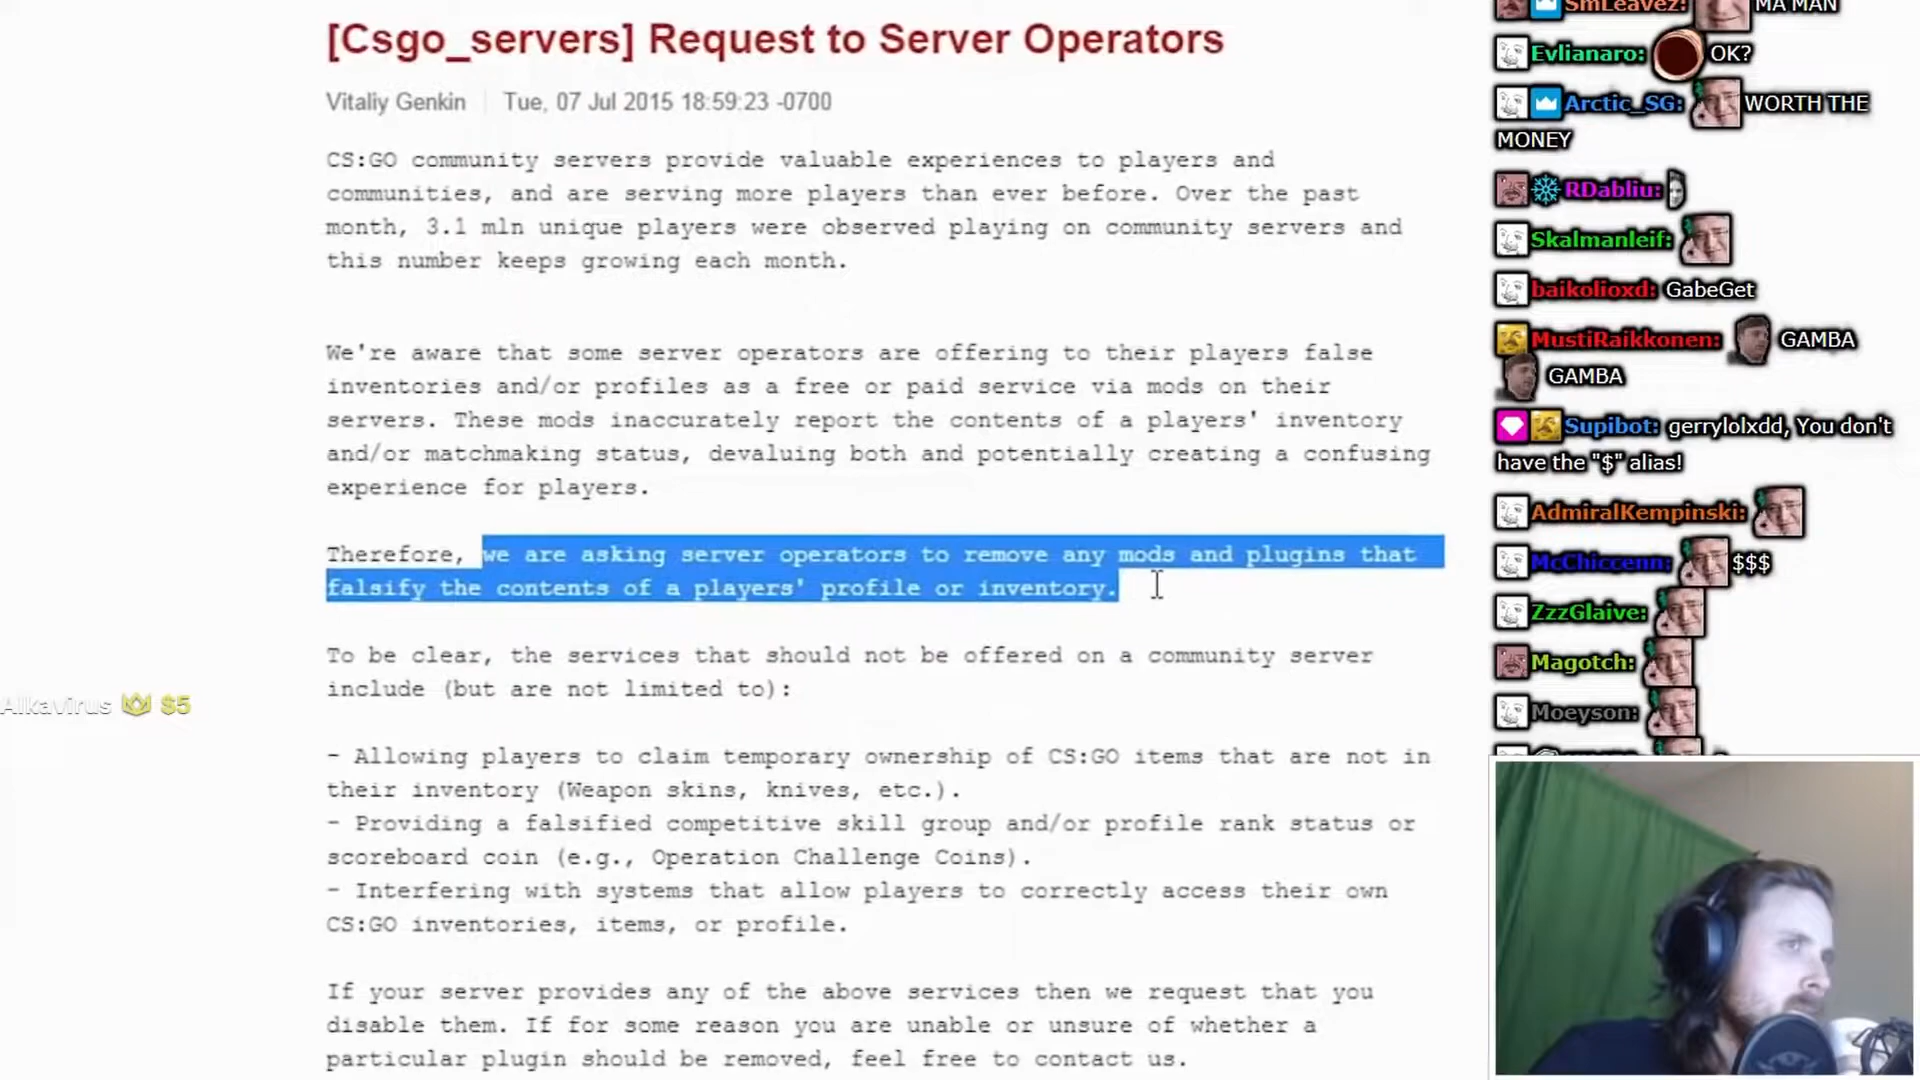 [Csgo_servers] Request to Server Operators
Vitaliy Genkin | Tue, 07 Jul 2015 18:59:23 -0700
CS:GO community servers provide valuable experiences to players and
communities, and are serving more players than ever before. Over the past
month, 3.1 mln unique players were observed playing on community servers and
this number keeps growing each month.
We're aware that some server operators are offering to their players false
inventories and/or profiles as a free or paid service via mods on their
servers. These mods inaccurately report the contents of a players' inventory
and/or matchmaking status, devaluing both and potentially creating a confusing
experience for players.
Therefore, we are asking server operators to remove any mods and plugins that
falsify the contents of a players' profile or inventory.
To be clear, the services that should not be offered on a community server
include (but are not limited to):
- Allowing players to claim temporary ownership of CS:GO items that are not in
their inventory (Weapon skins, knives, etc.).
- Providing a falsified competitive skill group and/or profile rank status or
scoreboard coin (e.g., Operation Challenge Coins).
- Interfering with systems that allow players to correctly access their own
CS:GO inventories, items, or profile.
If your server provides any of the above services then we request that you
disable them. If for some reason you are unable or unsure of whether a
particular plugin should be removed, feel free to contact us.
Alkavirus $5
SmLeavez: MA MAN
Evlianaro: OK?
Arctic_SG: WORTH THE
MONEY
RDabliu:
Skalmanleif:
baikolioxd: GabeGet
MustiRaikkonen: GAMBA
GAMBA
Supibot: gerrylolxdd, You don't
have the "$" alias!
AdmiralKempinski:
McChiccenn: $$$
ZzzGlaive:
Magotch:
Moeyson: